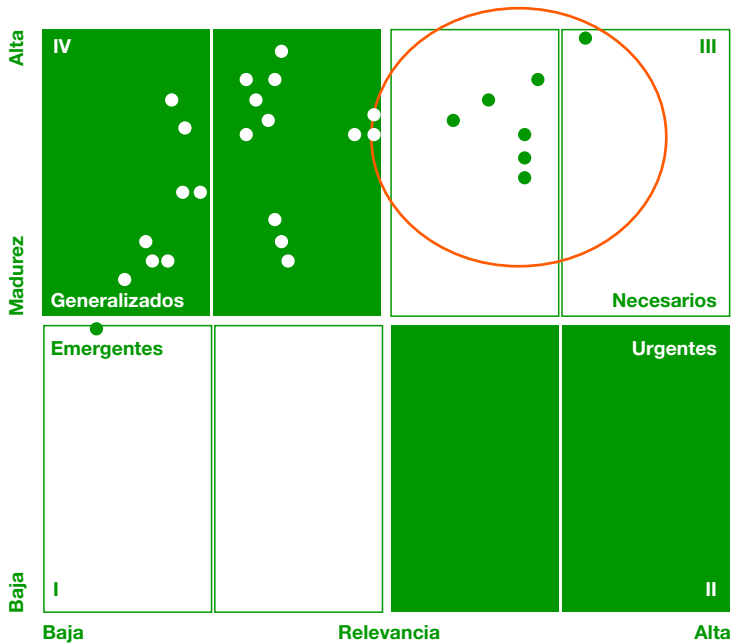 Alta
IV
III
Madurez
Generalizados
Necesarios
Emergentes
Urgentes
Baja
I
II
Baja
Relevancia
Alta